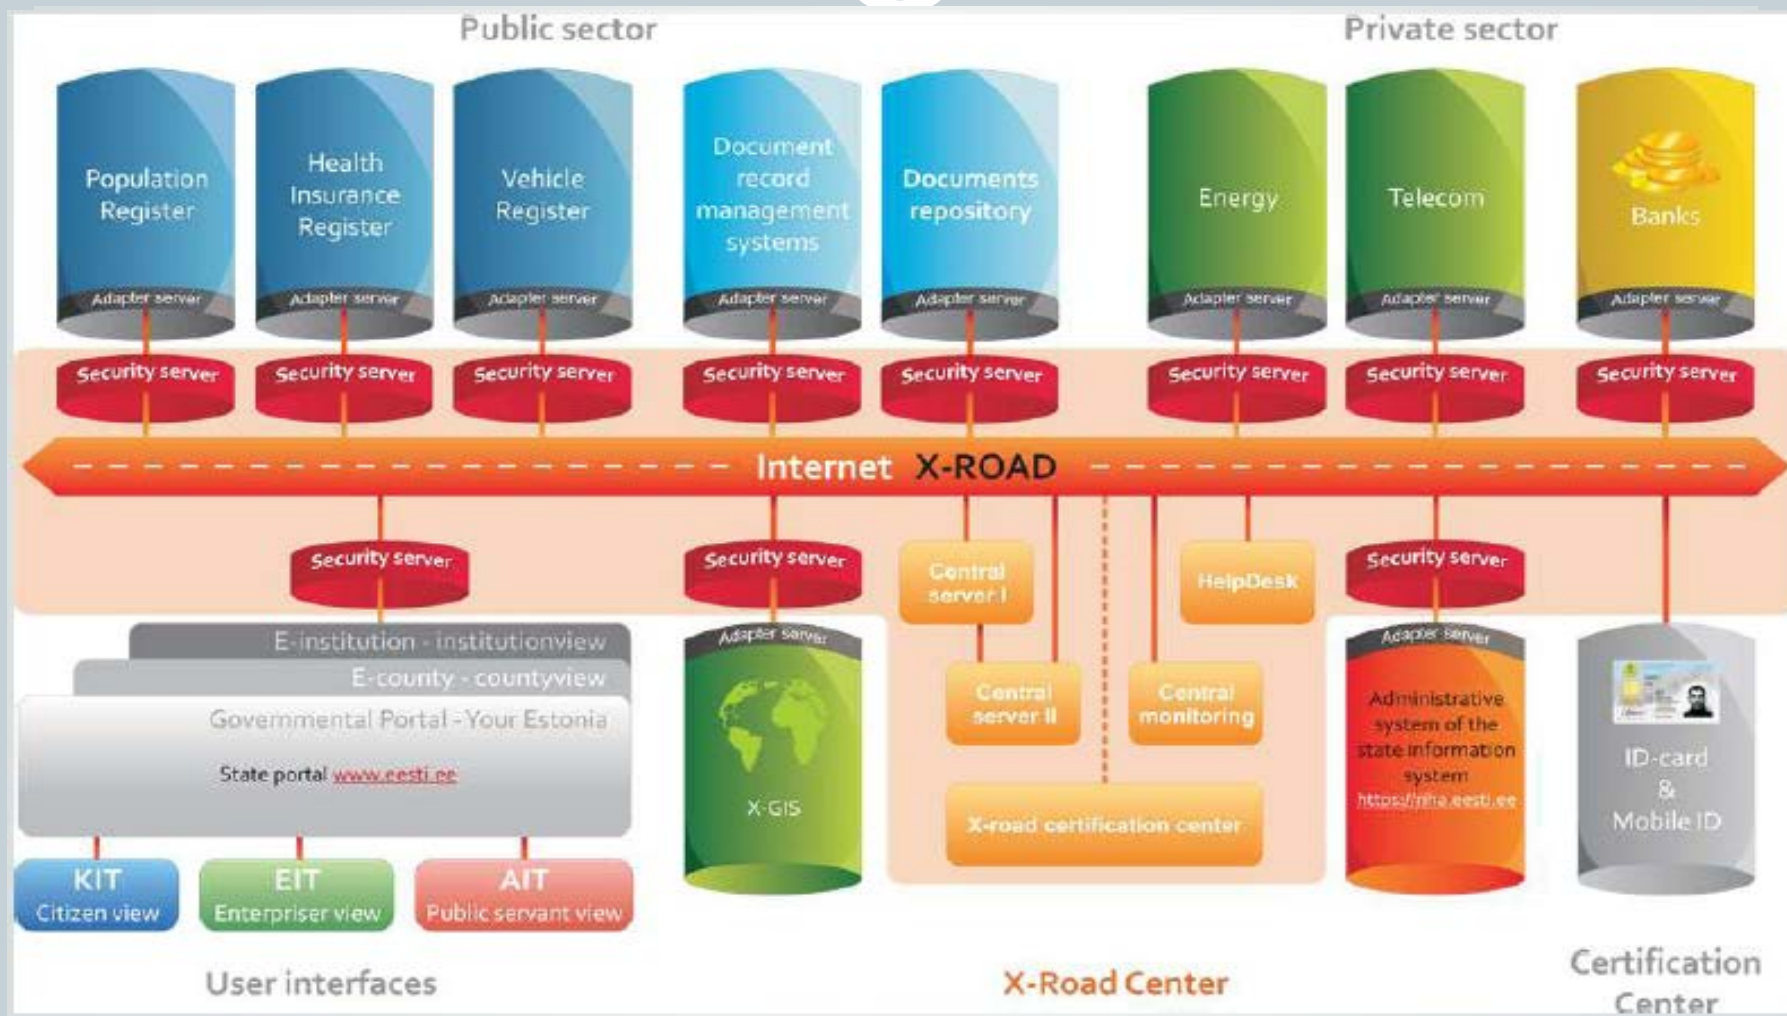 Public sector
Private sector
Population
Register
Health
Insurance
Register
Vehicle
Register
Document
record
management
systems
Documents
repository
Energy
Telecom
Banks
Adapter server
Adapter server
Adapter server
Adapter server
Adapter server
Adapter server
Adapter server
Adapter server
Security server
Security server
Security server
Security server
Security server
Security server
Security server
Security server
Internet X-ROAD
Security server
Security server
Central
server I
HelpDesk
Security server
E-institution - institutionview
E-county - countyview
Governmental Portal - Your Estonia
State portal www.eesti.ee
Adapter server
X-GIS
Central
server II
Central
monitoring
X-road certification center
Adapter server
Administrative
system of the
state information
system
https://riha.eesti.ee
ID-card
&
Mobile ID
KIT
Citizen view
EIT
Enterpriser view
AIT
Public servant view
User interfaces
X-Road Center
Certification
Center